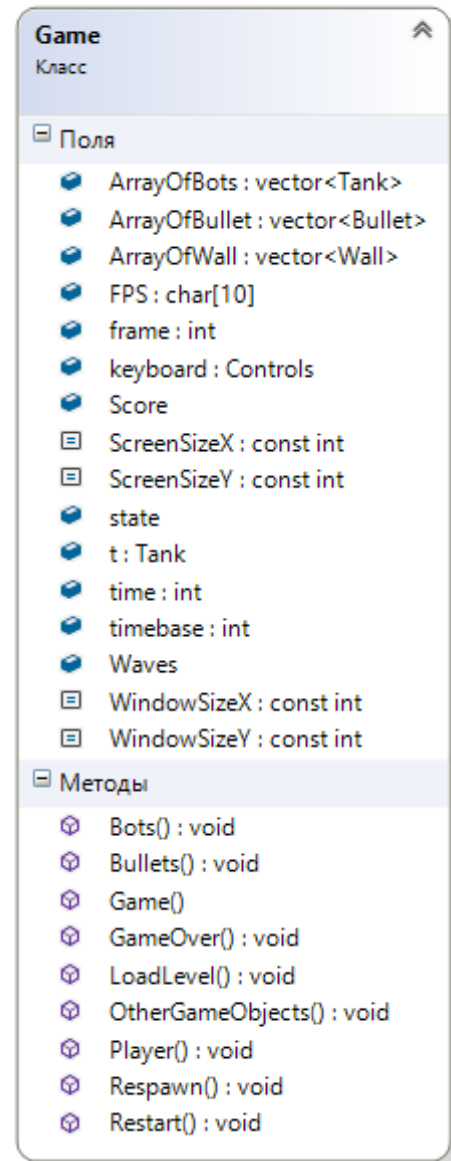 Game
Класс
Поля
ArrayOfBots : vector<Tank>
ArrayOfBullet : vector<Bullet>
ArrayOfWall : vector<Wall>
FPS : char[10]
frame : int
keyboard : Controls
Score
ScreenSizeX : const int
ScreenSizeY : const int
state
t : Tank
time : int
timebase : int
Waves
WindowSizeX : const int
WindowSizeY : const int
Методы
Bots() : void
Bullets() : void
Game()
GameOver() : void
LoadLevel() : void
OtherGameObjects() : void
Player() : void
Respawn() : void
Restart() : void